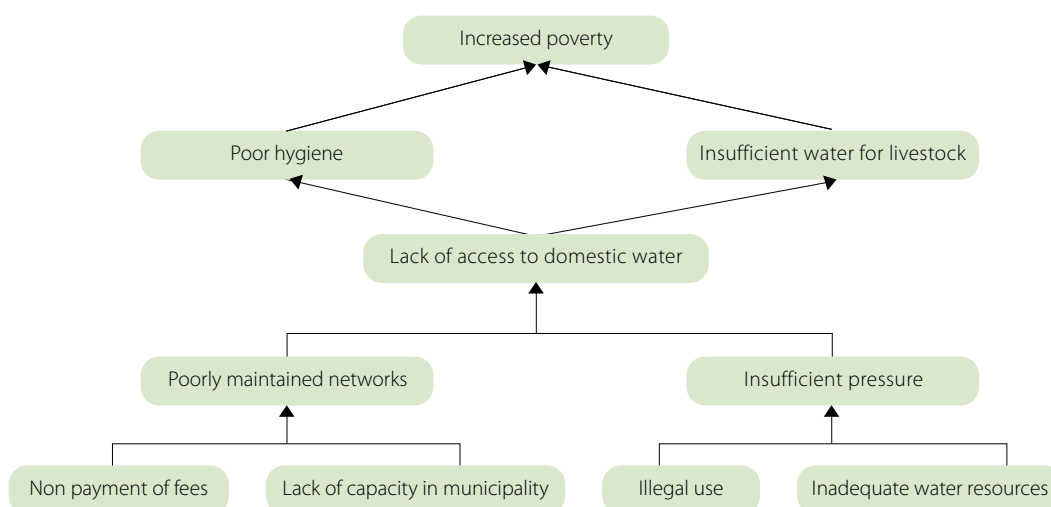 Increased poverty
Poor hygiene
Insufficient water for livestock
Lack of access to domestic water
Poorly maintained networks
Insufficient pressure
Non payment of fees
Lack of capacity in municipality
Illegal use
Inadequate water resources